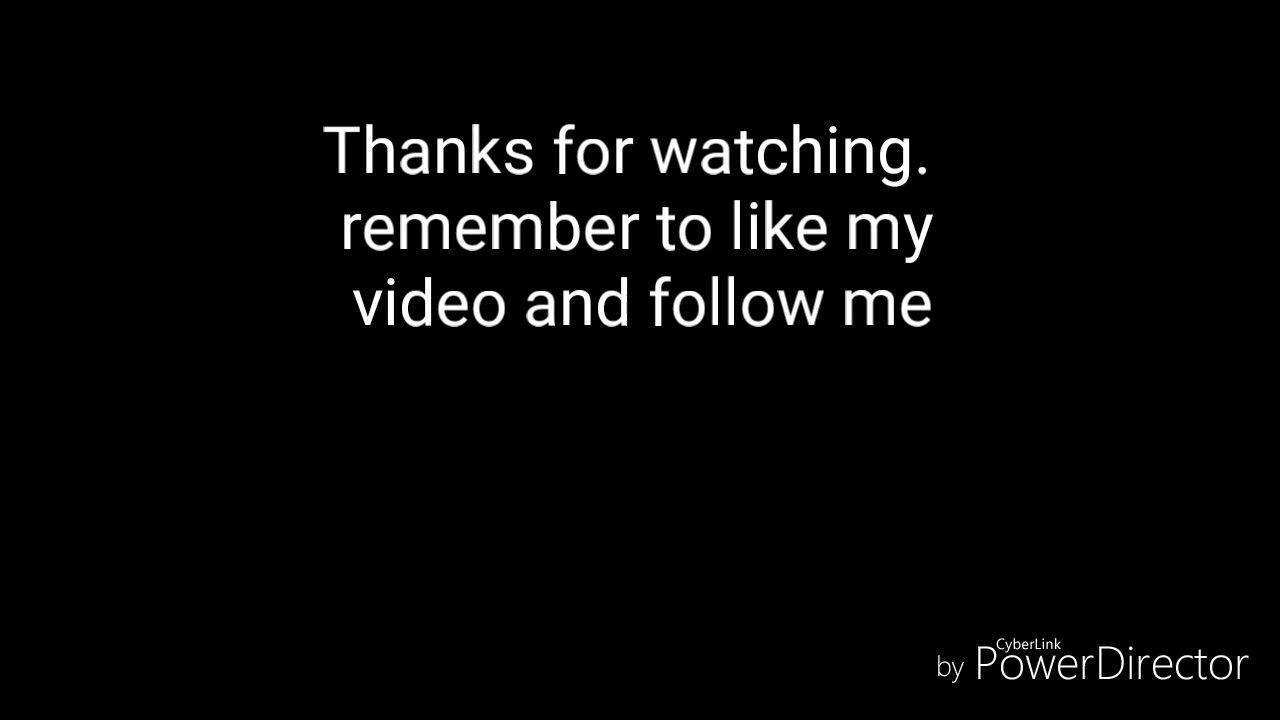 Thanks for watching.
remember to like my
video and follow me
CyberLink
by PowerDirector